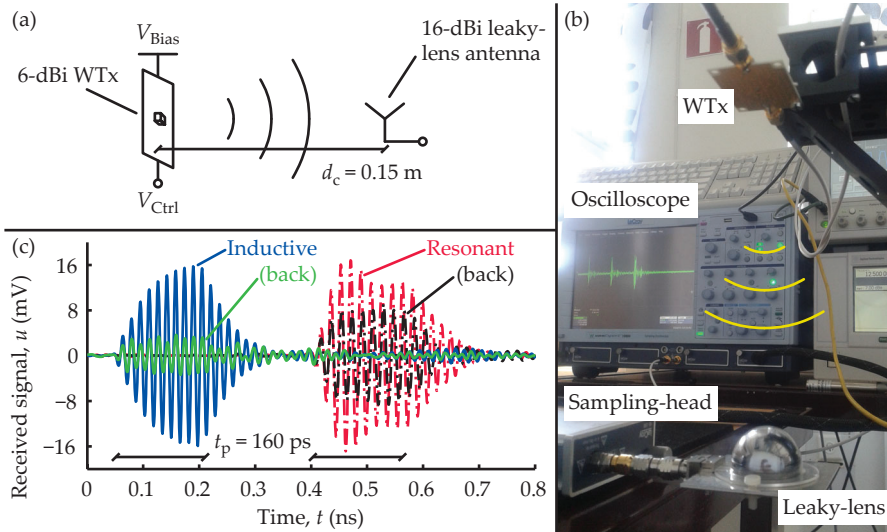 (a)
V_Bias
6-dBi WTx
16-dBi leaky-
lens antenna
d_c = 0.15 m
V_Ctrl
(b)
WTx
Oscilloscope
Sampling-head
Leaky-lens
(c)
Inductive
(back)
Resonant
(back)
Received signal, u (mV)
16
8
0
−8
−16
t_p = 160 ps
0 0.1 0.2 0.3 0.4 0.5 0.6 0.7 0.8
Time, t (ns)